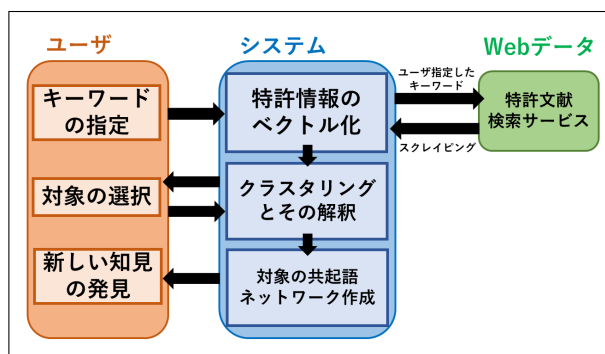 ユーザ
キーワード
の指定
対象の選択
新しい知見
の発見
システム
特許情報の
ベクトル化
クラスタリング
とその解釈
対象の共起語
ネットワーク作成
ユーザ指定した
キーワード
スクレイピング
Webデータ
特許文献
検索サービス